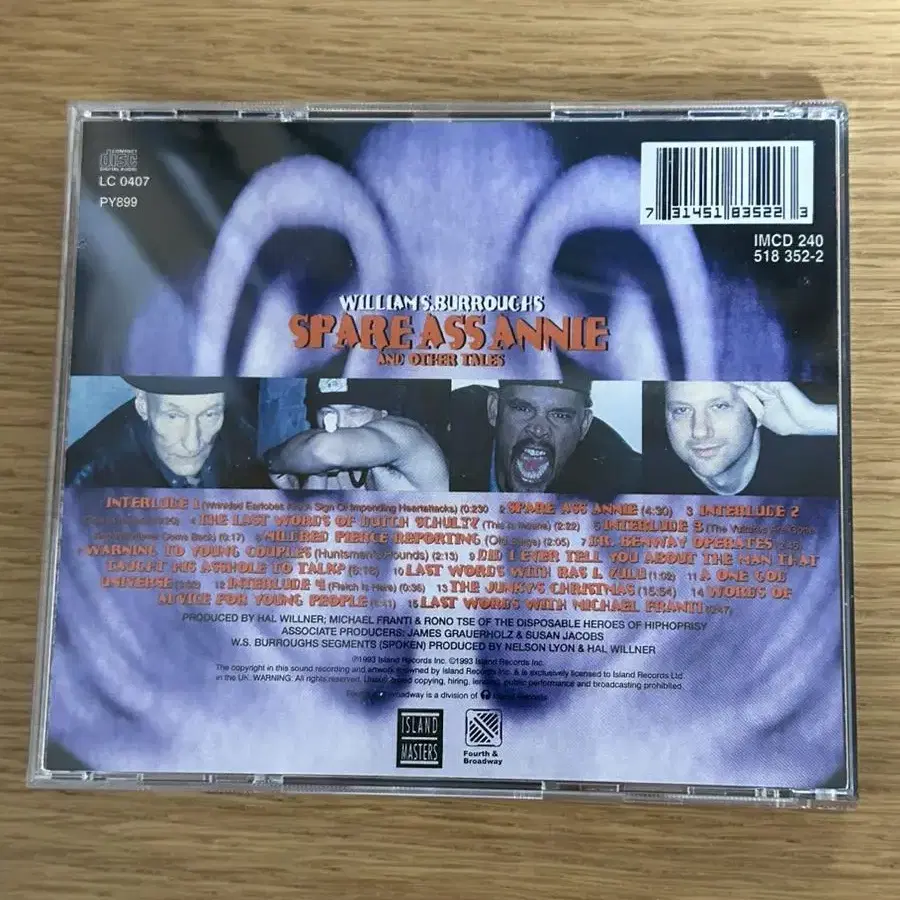 COMPACT
disc
DIGITAL AUDIO
LC 0407
PY899
7 31451 83522 3
IMCD 240
518 352-2
WILLIAM S. BURROUGHS
SPARE ASS ANNIE
AND OTHER TALES
INTERLUDE 1 (Wrinkled Earlobes Are A Sign Of Impending Heartattacks) (0:23) 2 SPARE ASS ANNIE (4:30) 3 INTERLUDE 2
4 THE LAST WORDS OF DUTCH SCHULTZ (This Is Insane) (2:22) 5 INTERLUDE 3 (The Vultures Are Gone
Come Back) (0:17) 6 MILDRED PIERCE REPORTING (Old Stage) (2:05) 7 DR. BENWAY OPERATES
WARNING TO YOUNG COUPLES (Huntsman's Hounds) (2:13) 9 DID I EVER TELL YOU ABOUT THE MAN THAT
TAUGHT HIS ASSHOLE TO TALK? 10 LAST WORDS WITH RAS I. ZULU (1:02) 11 A ONE GOD
UNIVERSE 12 INTERLUDE 4 (Reich Is Here) (0:36) 13 THE JUNKY'S CHRISTMAS (15:54) 14 WORDS OF
ADVICE FOR YOUNG PEOPLE 15 LAST WORDS WITH MICHAEL FRANTI
PRODUCED BY HAL WILLNER; MICHAEL FRANTI & RONO TSE OF THE DISPOSABLE HEROES OF HIPHOPRISY
ASSOCIATE PRODUCERS: JAMES GRAUERHOLZ & SUSAN JACOBS
W.S. BURROUGHS SEGMENTS (SPOKEN) PRODUCED BY NELSON LYON & HAL WILLNER
℗1993 Island Records Inc. ©1993 Island Records Inc.
The copyright in this sound recording and artwork is owned by Island Records Inc. & is exclusively licensed to Island Records Ltd.
in the UK. WARNING: All rights reserved. Unauthorised copying, hiring, lending, public performance and broadcasting prohibited.
Fourth & Broadway is a division of Island Records
ISLAND
MASTERS
Fourth &
Broadway